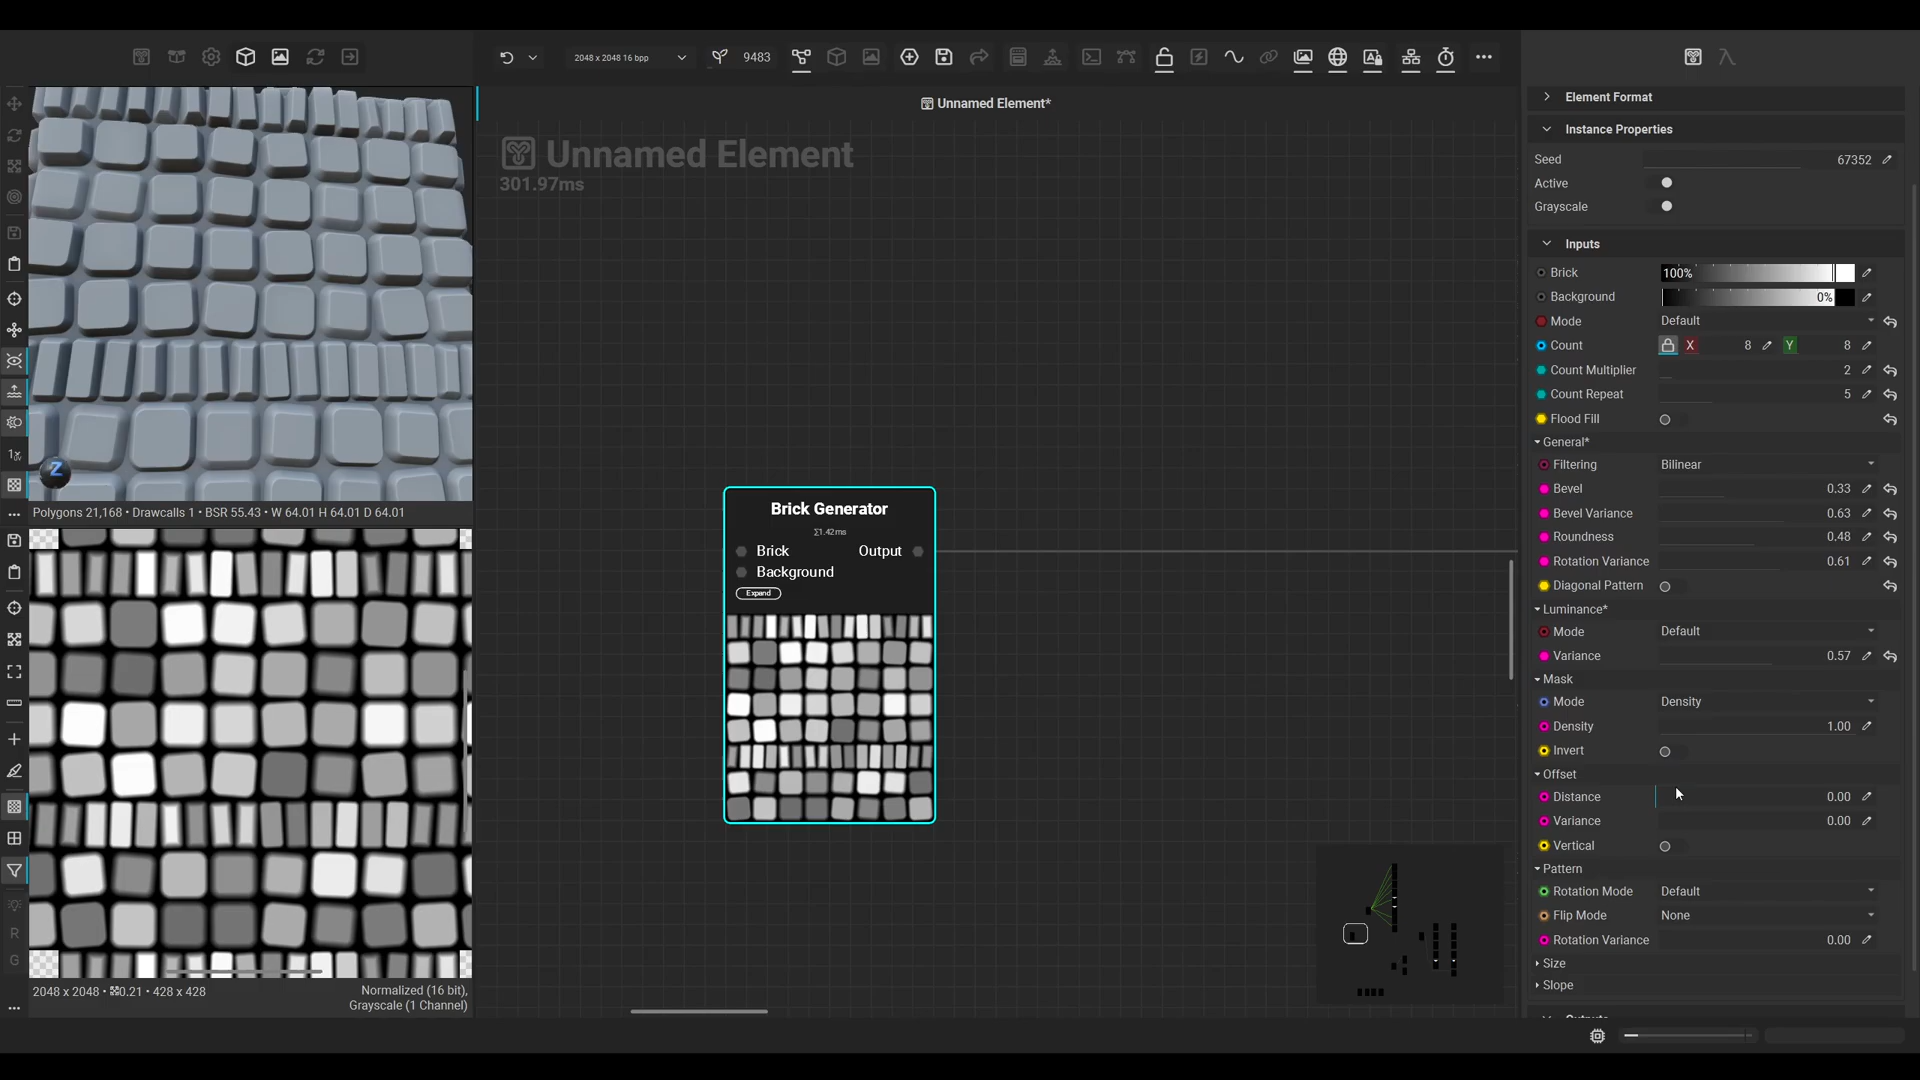 2048 x 2048 16 bpp
9483
Unnamed Element*
Unnamed Element
301.97ms
Polygons 21,168 • Drawcalls 1 • BSR 55.43 • W 64.01 H 64.01 D 64.01
Z
1x
R
G
2048 x 2048 • 0.21 • 428 x 428
Normalized (16 bit),
Grayscale (1 Channel)
Brick Generator
Σ1.42ms
Brick
Output
Background
Expand
Element Format
Instance Properties
Seed 67352
Active
Grayscale
Inputs
Brick 100%
Background 0%
Mode Default
Count X 8 Y 8
Count Multiplier 2
Count Repeat 5
Flood Fill
General*
Filtering Bilinear
Bevel 0.33
Bevel Variance 0.63
Roundness 0.48
Rotation Variance 0.61
Diagonal Pattern
Luminance*
Mode Default
Variance 0.57
Mask
Mode Density
Density 1.00
Invert
Offset
Distance 0.00
Variance 0.00
Vertical
Pattern
Rotation Mode Default
Flip Mode None
Rotation Variance 0.00
Size
Slope